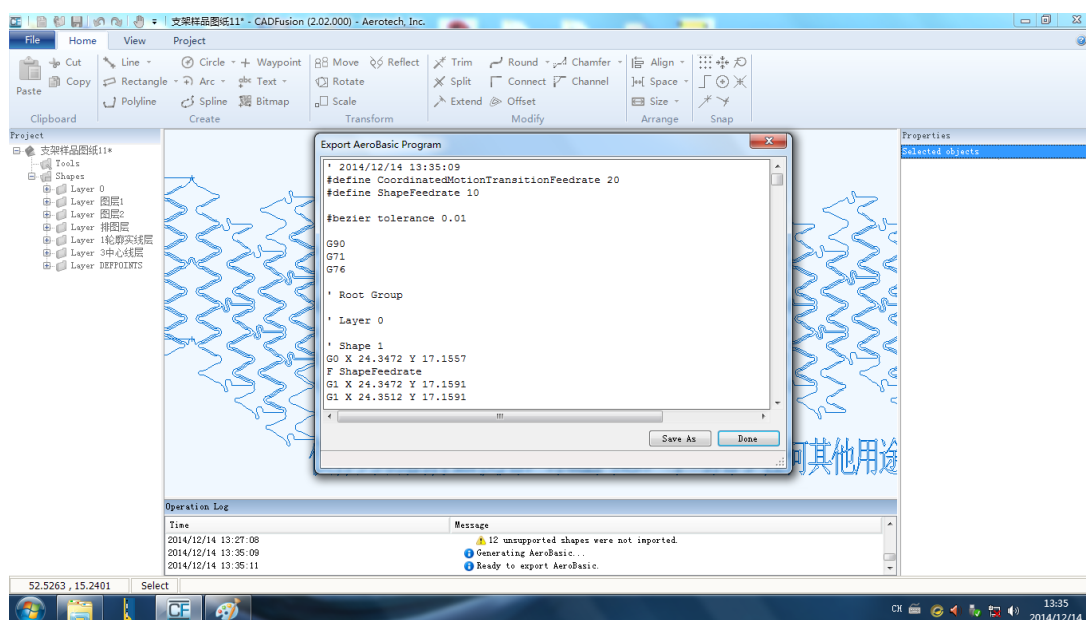 支架样品图纸11* - CADFusion (2.02.000) - Aerotech, Inc.
File Home View Project
Cut Line Circle Waypoint Move Reflect Trim Round Chamfer Align
Paste Copy Rectangle Arc abc Text Rotate Split Connect Channel Space
Polyline Spline Bitmap Scale Extend Offset Size
Clipboard Create Transform Modify Arrange Snap
Project
支架样品图纸11*
Tools
Shapes
Layer 0
Layer 图层1
Layer 图层2
Layer 排图层
Layer 1轮廓实线层
Layer 3中心线层
Layer DEFPOINTS
Export AeroBasic Program
' 2014/12/14 13:35:09
#define CoordinatedMotionTransitionFeedrate 20
#define ShapeFeedrate 10
#bezier tolerance 0.01
G90
G71
G76
' Root Group
' Layer 0
' Shape 1
G0 X 24.3472 Y 17.1557
F ShapeFeedrate
G1 X 24.3472 Y 17.1591
G1 X 24.3512 Y 17.1591
Save As Done
何其他用途
Properties
Selected objects
Operation Log
Time Message
2014/12/14 13:27:08 12 unsupported shapes were not imported.
2014/12/14 13:35:09 Generating AeroBasic...
2014/12/14 13:35:11 Ready to export AeroBasic.
52.5263 , 15.2401 Select
CF
CH
13:35
2014/12/14